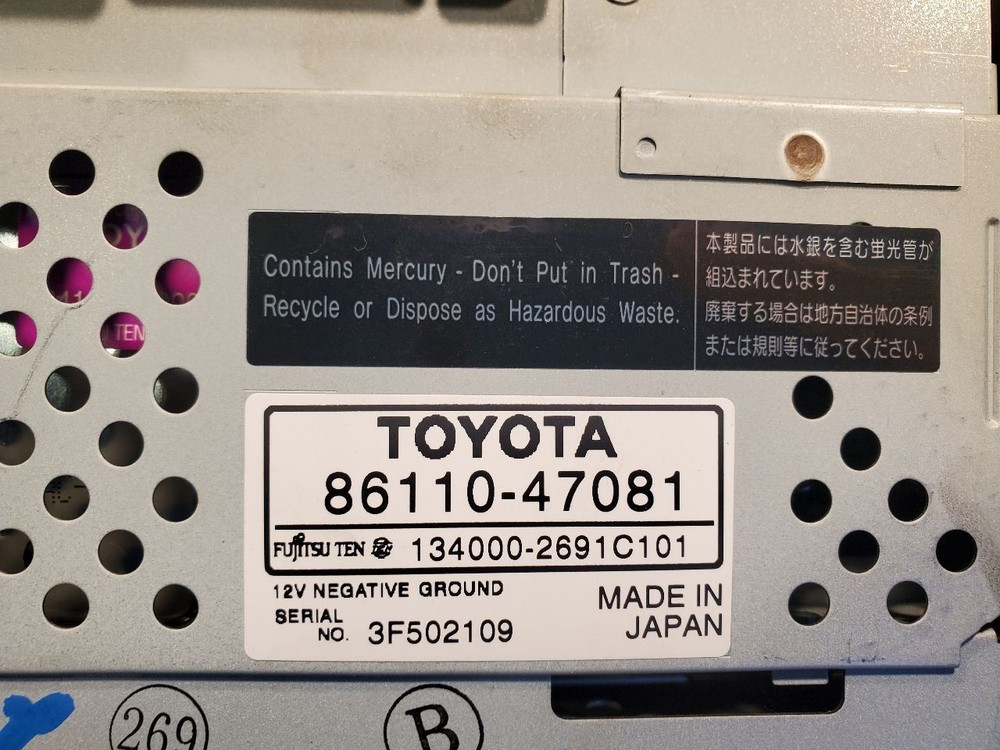 Contains Mercury - Don't Put in Trash -
Recycle or Dispose as Hazardous Waste.
本製品には水銀を含む蛍光管が
組込まれています。
廃棄する場合は地方自治体の条例
または規則等に従ってください。
TOYOTA
86110-47081
FUJITSU TEN 134000-2691C101
12V NEGATIVE GROUND
SERIAL
NO. 3F502109
MADE IN
JAPAN
269
B
TEN